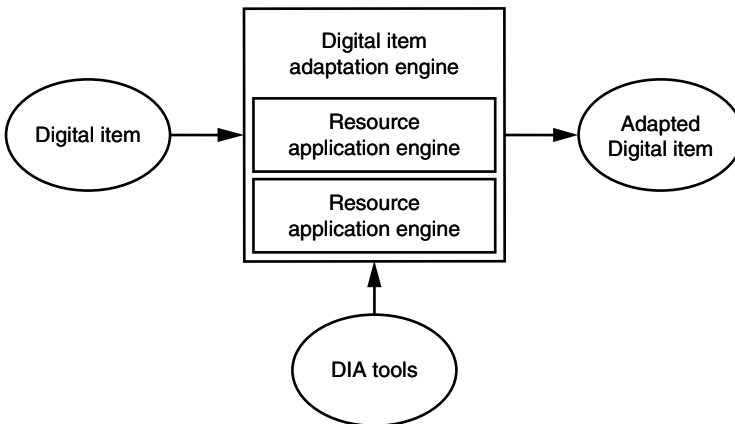 Digital item
adaptation engine
Digital item
Resource
application engine
Adapted
Digital item
Resource
application engine
DIA tools